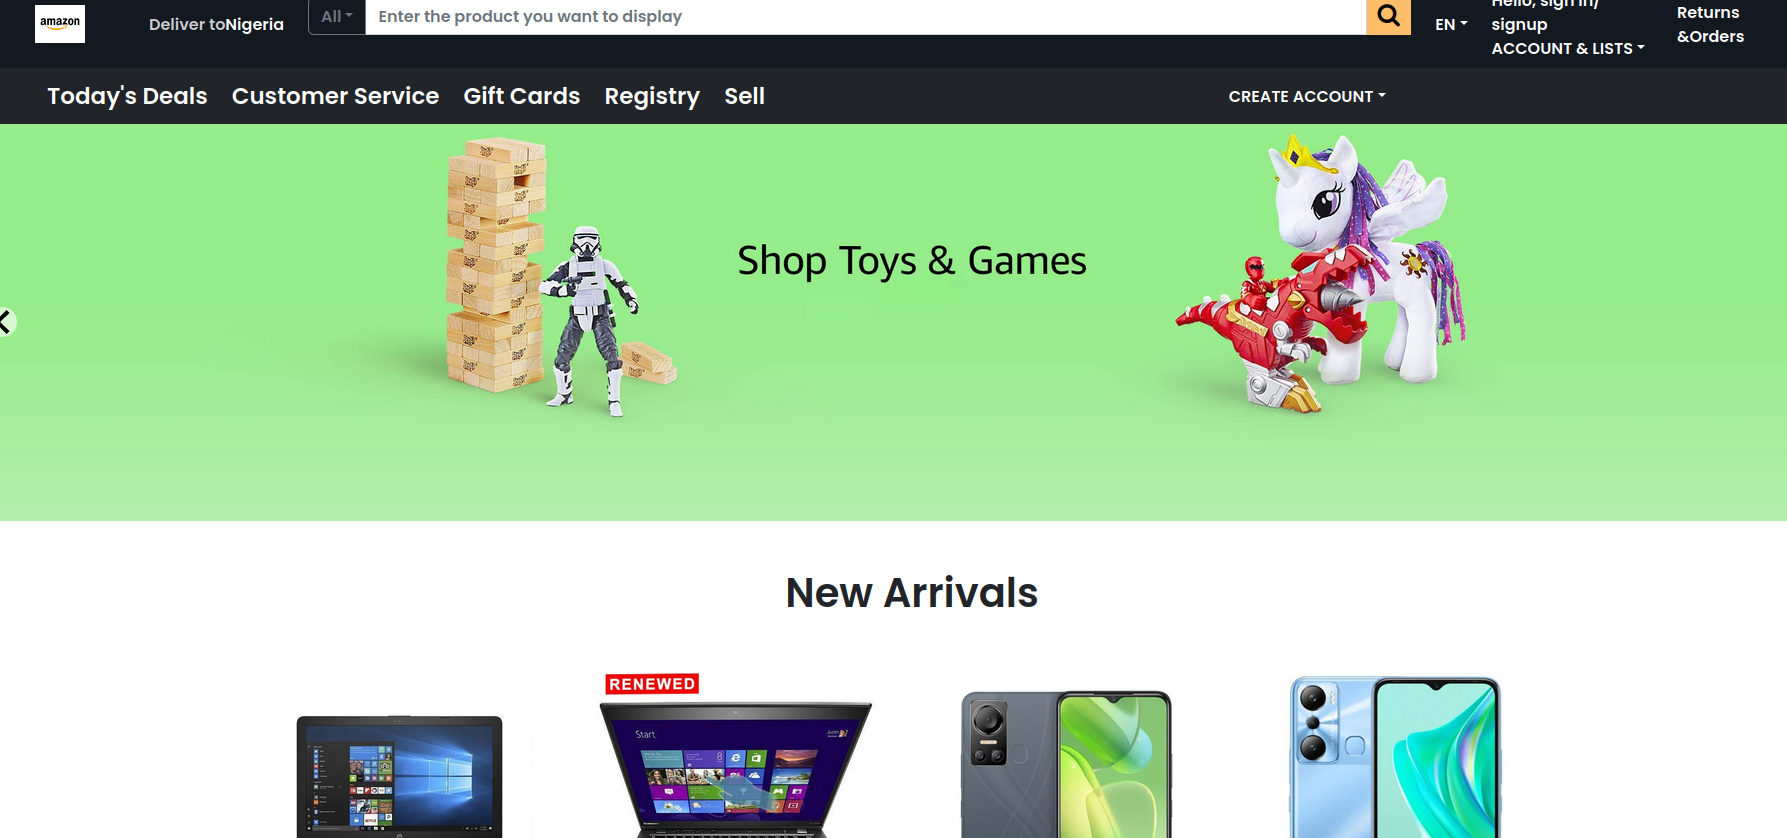 amazon
Deliver toNigeria
All
Enter the product you want to display
EN
Hello, sign in/
signup
ACCOUNT & LISTS
Returns
&Orders
Today's Deals
Customer Service
Gift Cards
Registry
Sell
CREATE ACCOUNT
Shop Toys & Games
New Arrivals
RENEWED
Start